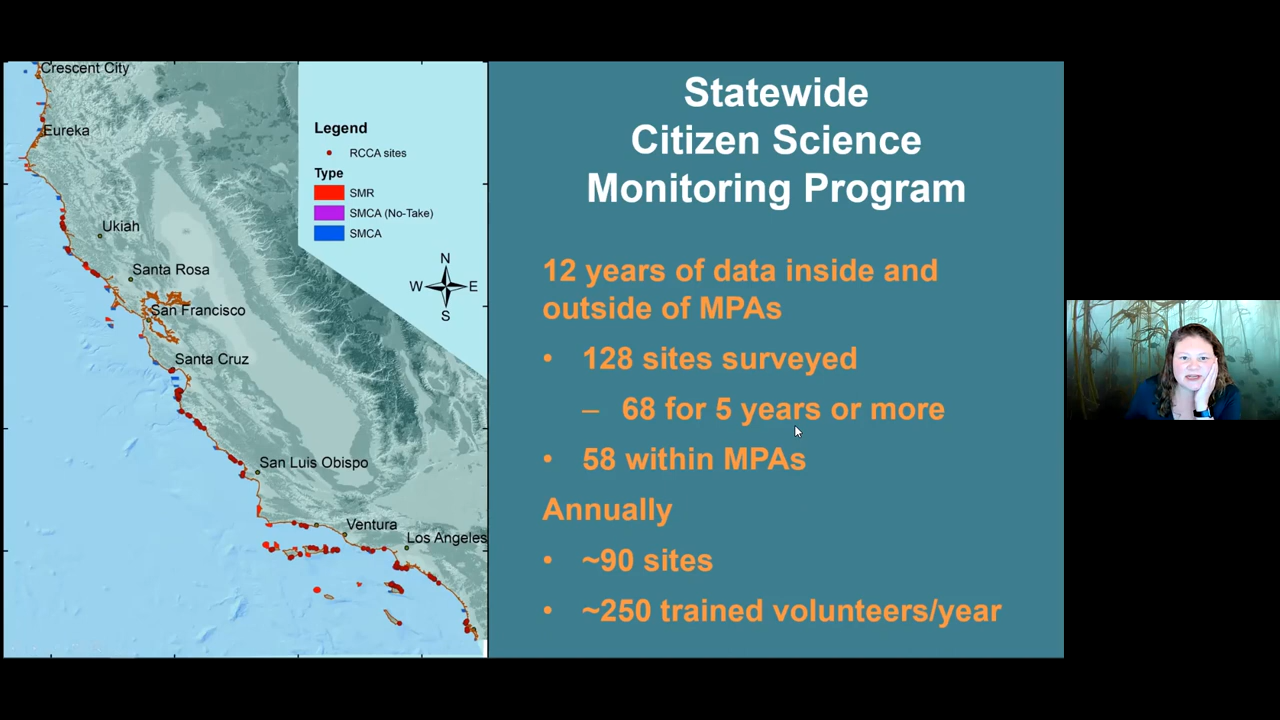 Crescent City
Eureka
Ukiah
Santa Rosa
San Francisco
Santa Cruz
San Luis Obispo
Ventura
Los Angeles
Legend
RCCA sites
Type
SMR
SMCA (No-Take)
SMCA
N
W E
S
Statewide
Citizen Science
Monitoring Program
12 years of data inside and
outside of MPAs
• 128 sites surveyed
– 68 for 5 years or more
• 58 within MPAs
Annually
• ~90 sites
• ~250 trained volunteers/year